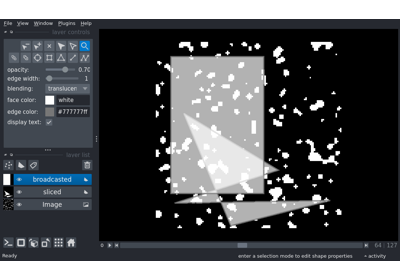 File View Window Plugins Help
layer controls
opacity: 0.70
edge width: 1
blending: translucen
face color: white
edge color: #777777ff
display text:
layer list
broadcasted
sliced
Image
64 127
Ready enter a selection mode to edit shape properties activity